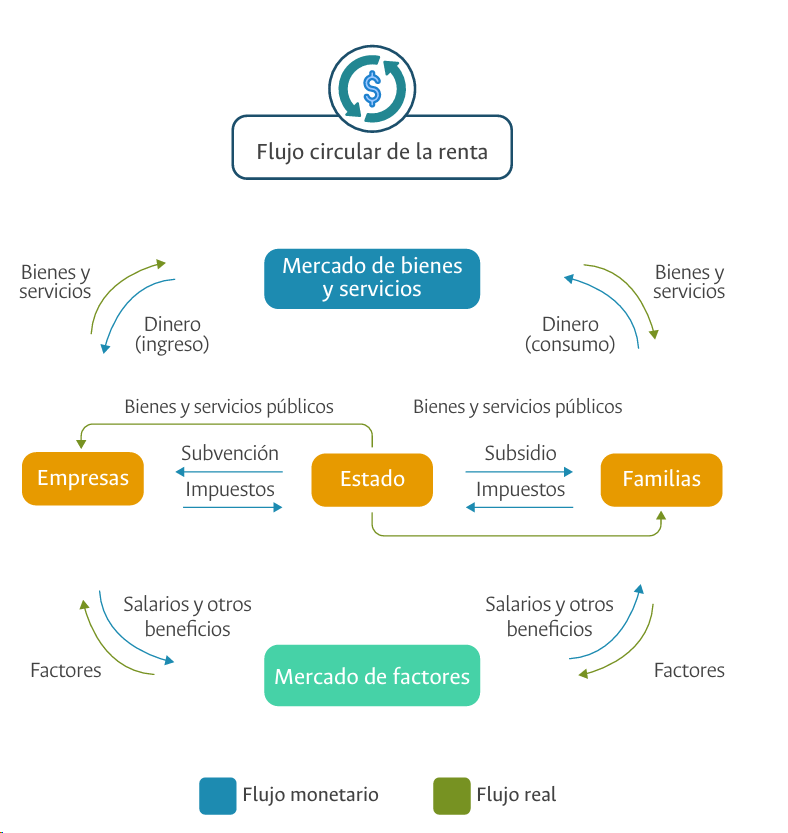 $
Flujo circular de la renta
Mercado de bienes
y servicios
Bienes y
servicios
Dinero
(ingreso)
Bienes y
servicios
Dinero
(consumo)
Bienes y servicios públicos
Bienes y servicios públicos
Empresas
Subvención
Impuestos
Estado
Subsidio
Impuestos
Familias
Salarios y otros
beneficios
Factores
Mercado de factores
Salarios y otros
beneficios
Factores
Flujo monetario
Flujo real